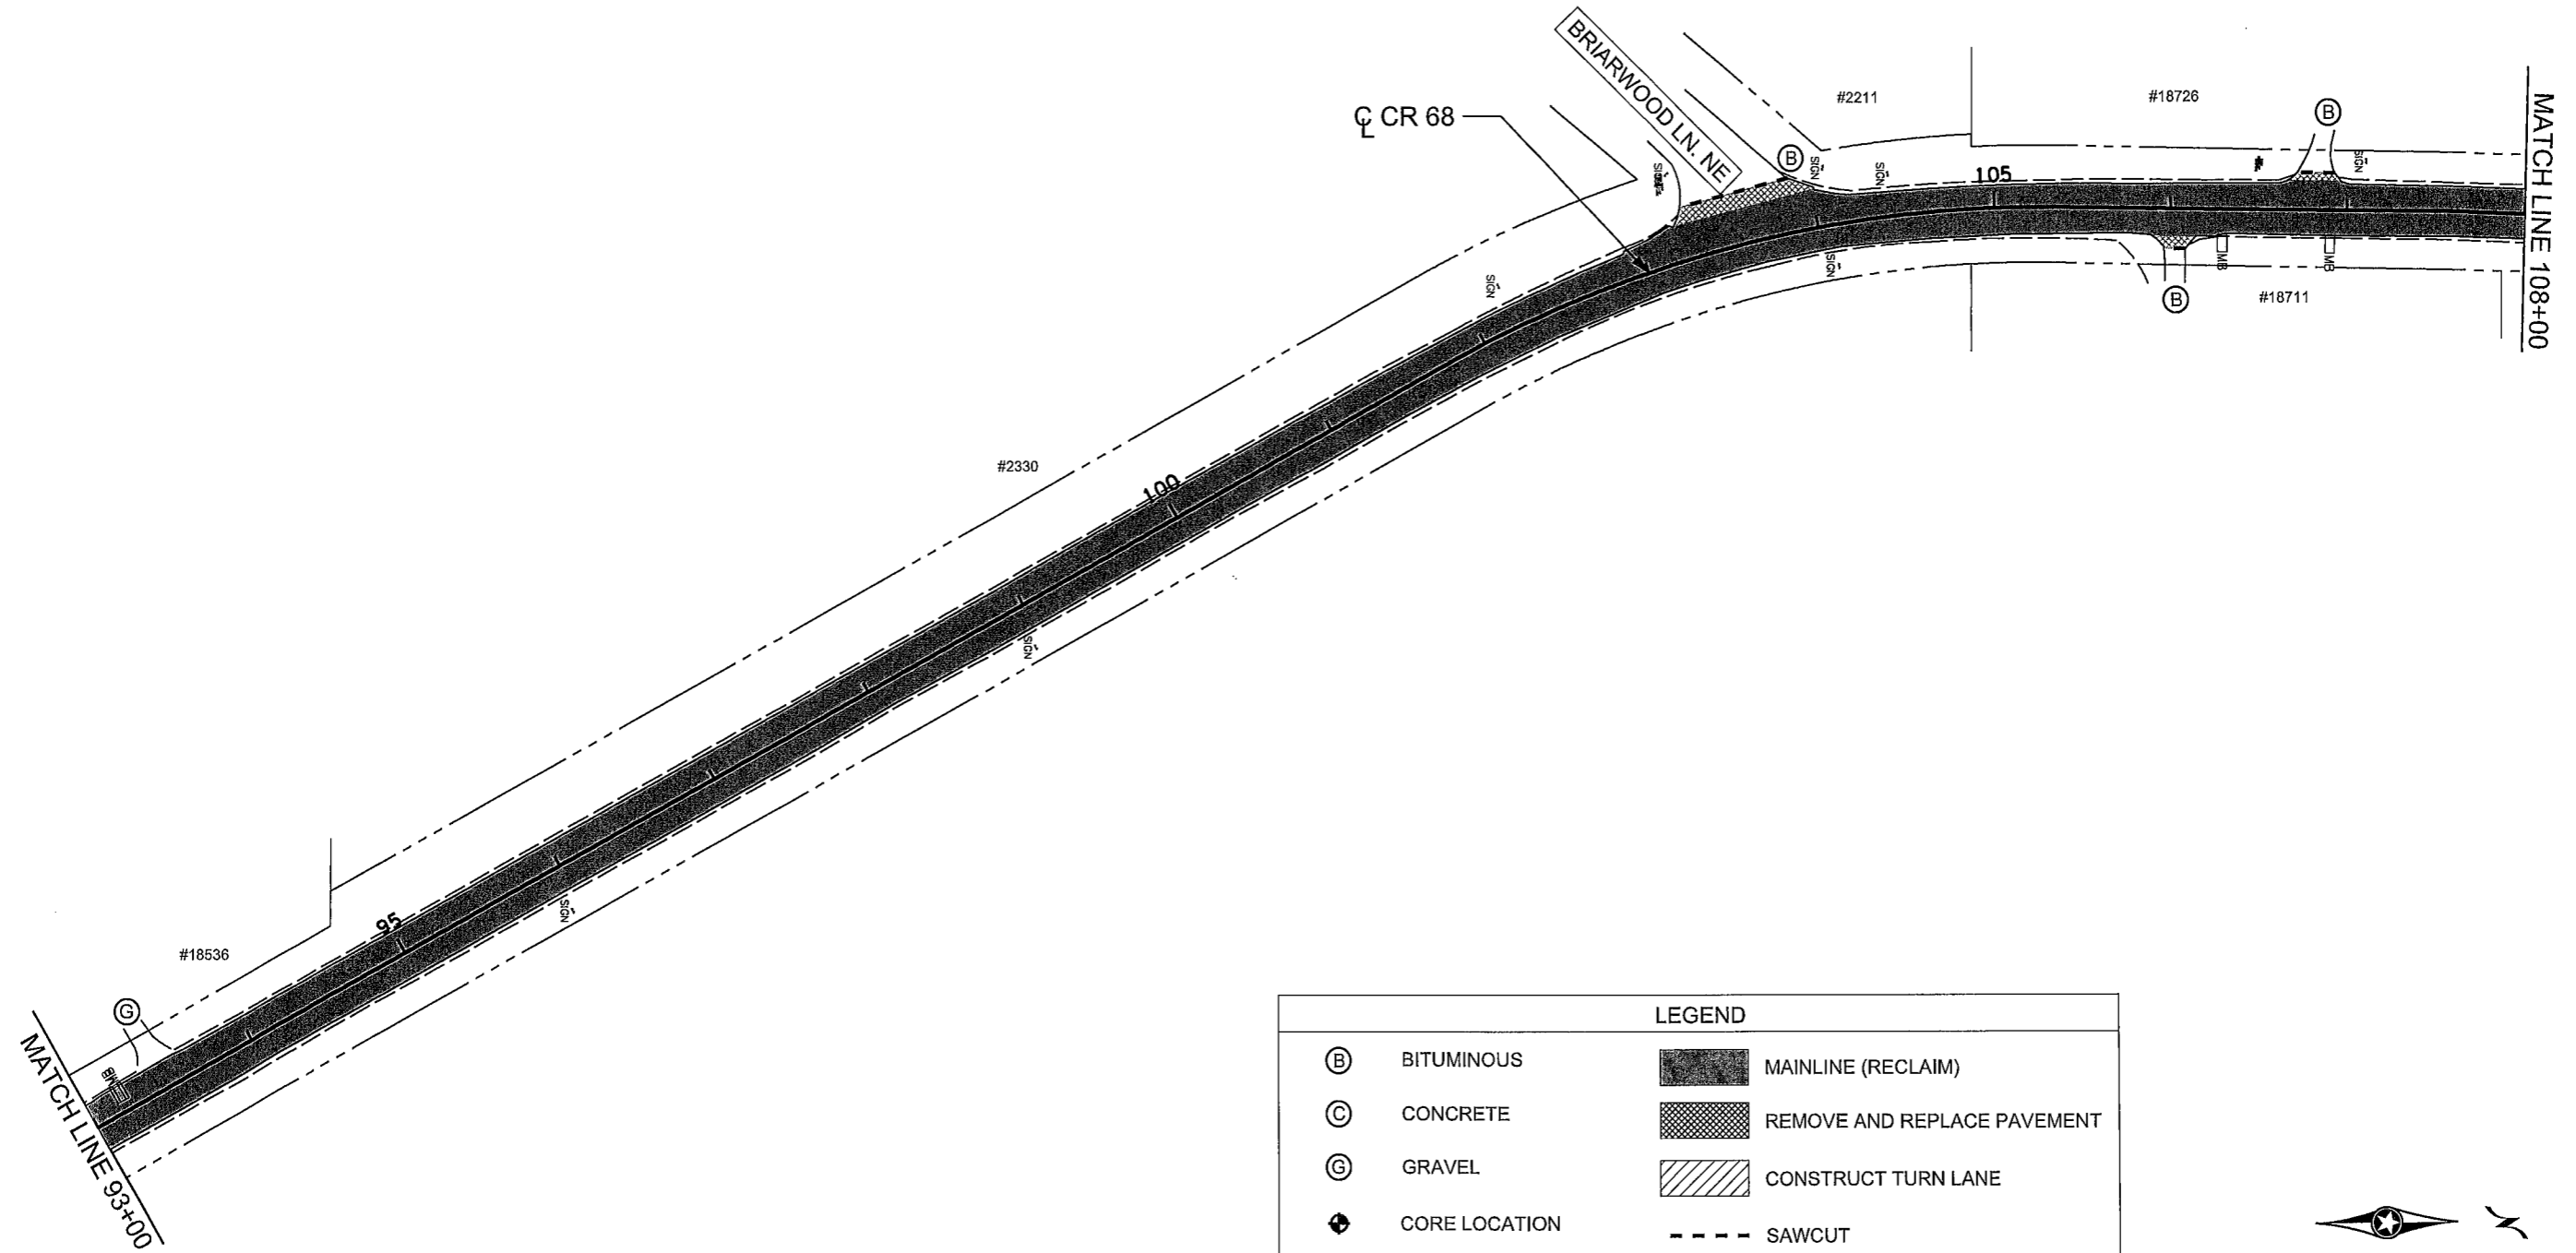 BRIARWOOD LN. NE
℄ CR 68
#2211
#18726
B
B
SIGN
SIGN
SIGN
105
MATCH LINE 108+00
SIGN
SIGN
MB
MB
B
#18711
#2330
100
SIGN
SIGN
95
#18536
G
MB
MATCH LINE 93+00
LEGEND
B BITUMINOUS
MAINLINE (RECLAIM)
C CONCRETE
REMOVE AND REPLACE PAVEMENT
G GRAVEL
CONSTRUCT TURN LANE
CORE LOCATION
SAWCUT
N